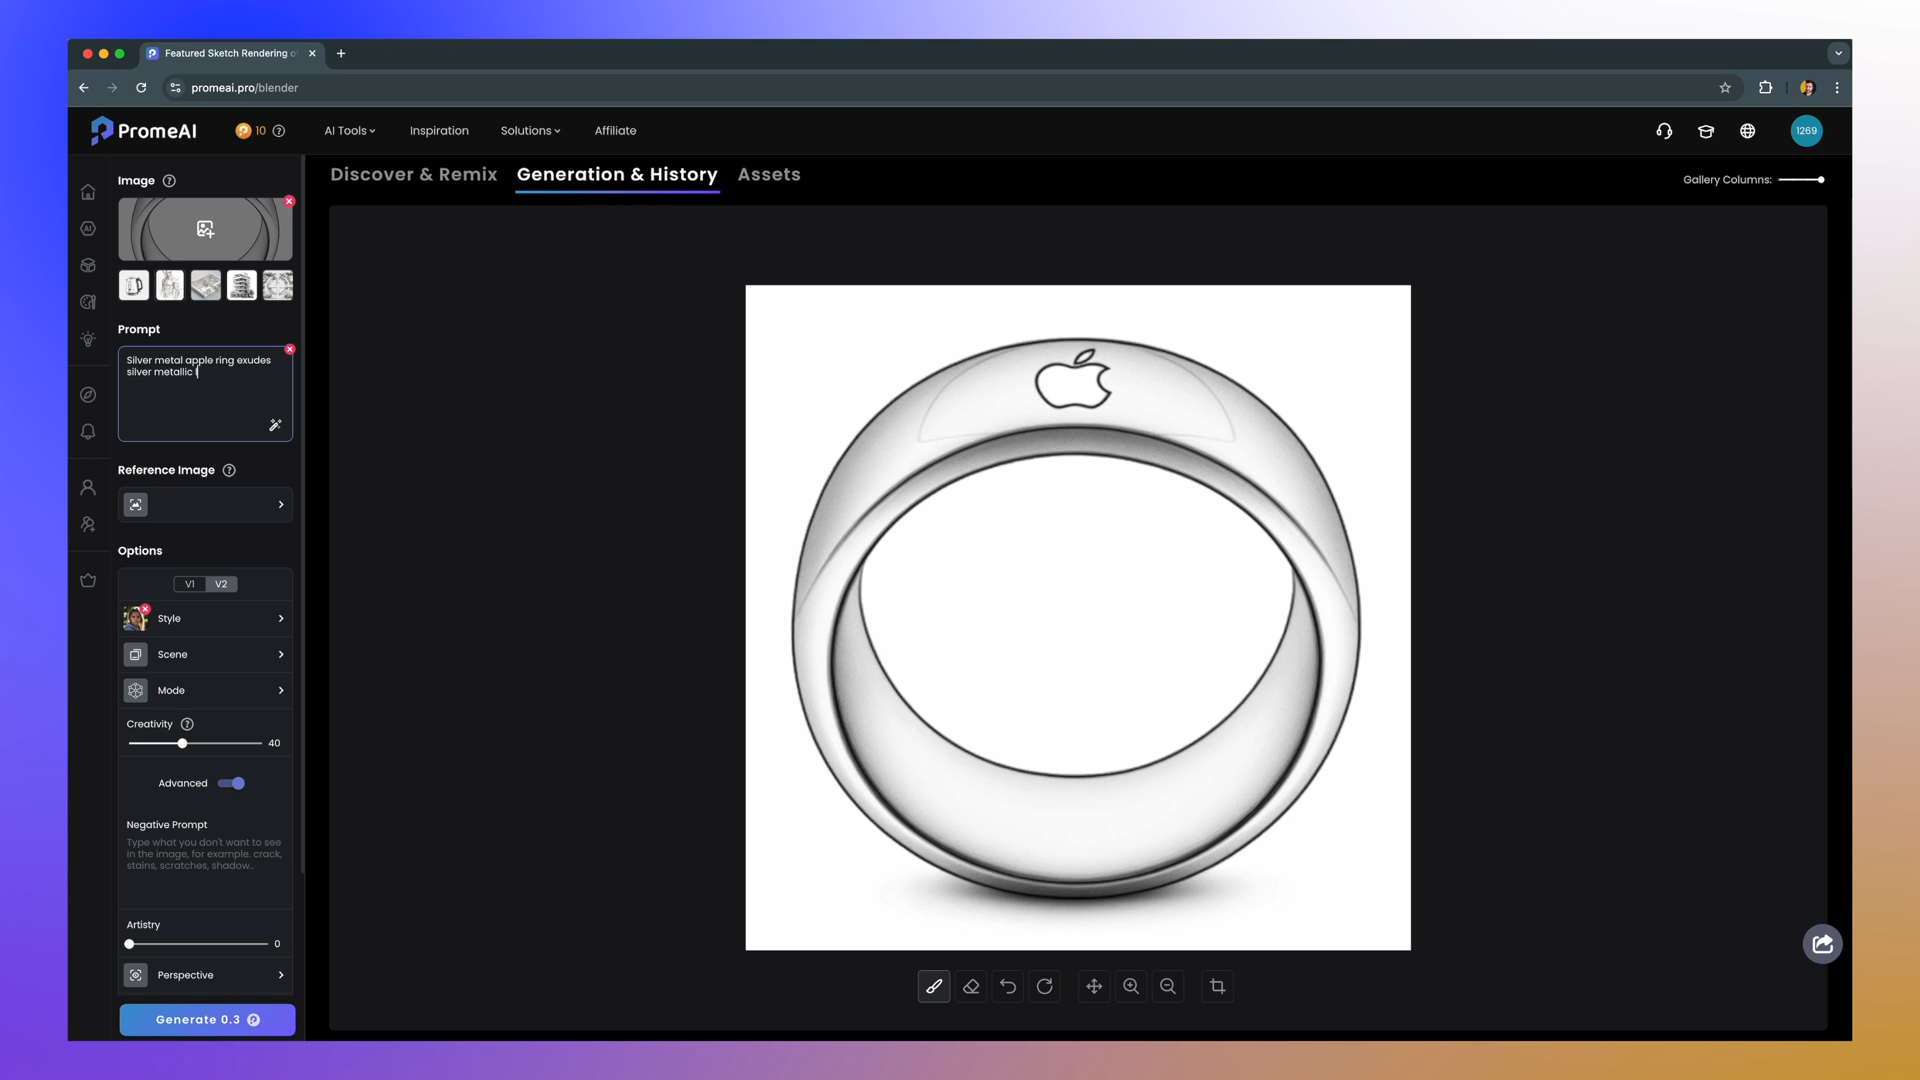 Featured Sketch Rendering o
promeai.pro/blender
PromeAI
10
AI Tools
Inspiration
Solutions
Affiliate
1269
Image
Discover & Remix
Generation & History
Assets
Gallery Columns:
Prompt
Silver metal apple ring exudes
silver metallic l
Reference Image
Options
V1
V2
Style
Scene
Mode
Creativity
40
Advanced
Negative Prompt
Type what you don't want to see
in the image, for example. crack,
stains, scratches, shadow..
Artistry
0
Perspective
Generate 0.3